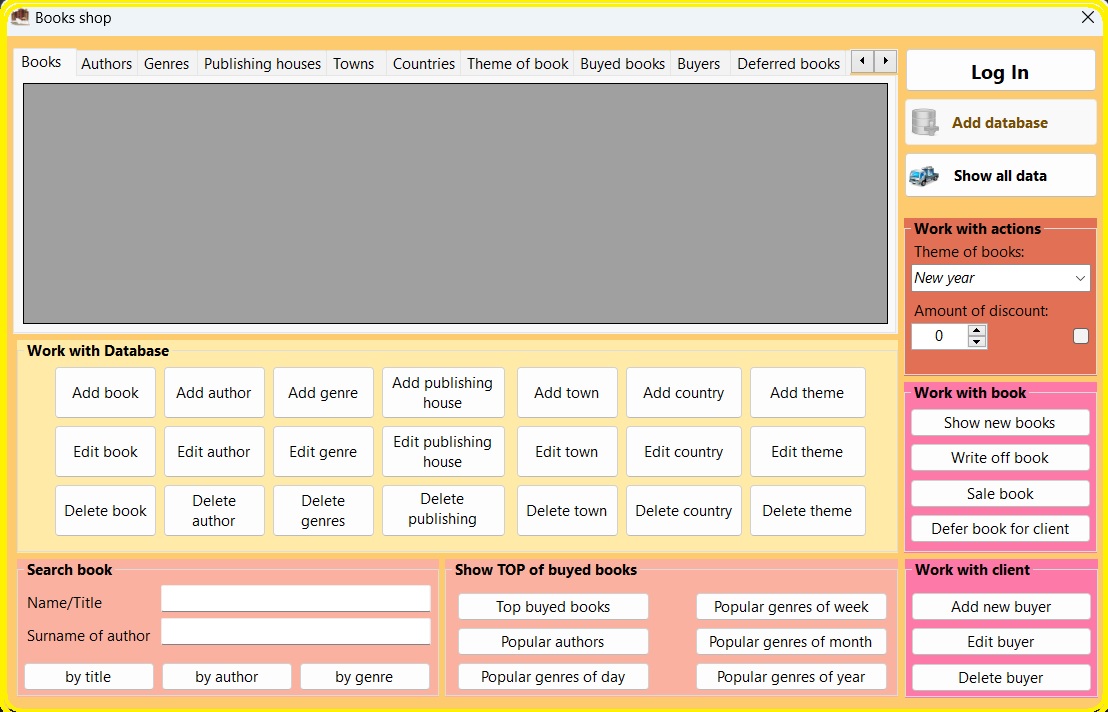 Books shop
Books Authors Genres Publishing houses Towns Countries Theme of book Buyed books Buyers Deferred books
Log In
Add database
Show all data
Work with actions
Theme of books:
New year
Amount of discount:
0
Work with Database
Add book Add author Add genre Add publishing house Add town Add country Add theme
Edit book Edit author Edit genre Edit publishing house Edit town Edit country Edit theme
Delete book Delete author Delete genres Delete publishing Delete town Delete country Delete theme
Work with book
Show new books
Write off book
Sale book
Defer book for client
Search book
Name/Title
Surname of author
by title by author by genre
Show TOP of buyed books
Top buyed books Popular genres of week
Popular authors Popular genres of month
Popular genres of day Popular genres of year
Work with client
Add new buyer
Edit buyer
Delete buyer